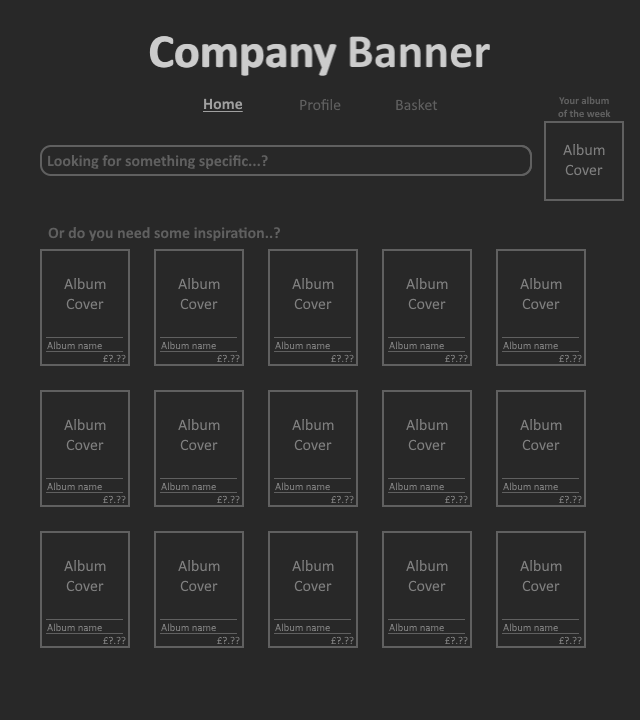 Company Banner
Home Profile Basket
Your album
of the week
Album
Cover
Looking for something specific...?
Or do you need some inspiration..?
Album Album Album Album Album
Cover Cover Cover Cover Cover
Album name Album name Album name Album name Album name
£?.?? £?.?? £?.?? £?.?? £?.??
Album Album Album Album Album
Cover Cover Cover Cover Cover
Album name Album name Album name Album name Album name
£?.?? £?.?? £?.?? £?.?? £?.??
Album Album Album Album Album
Cover Cover Cover Cover Cover
Album name Album name Album name Album name Album name
£?.?? £?.?? £?.?? £?.?? £?.??